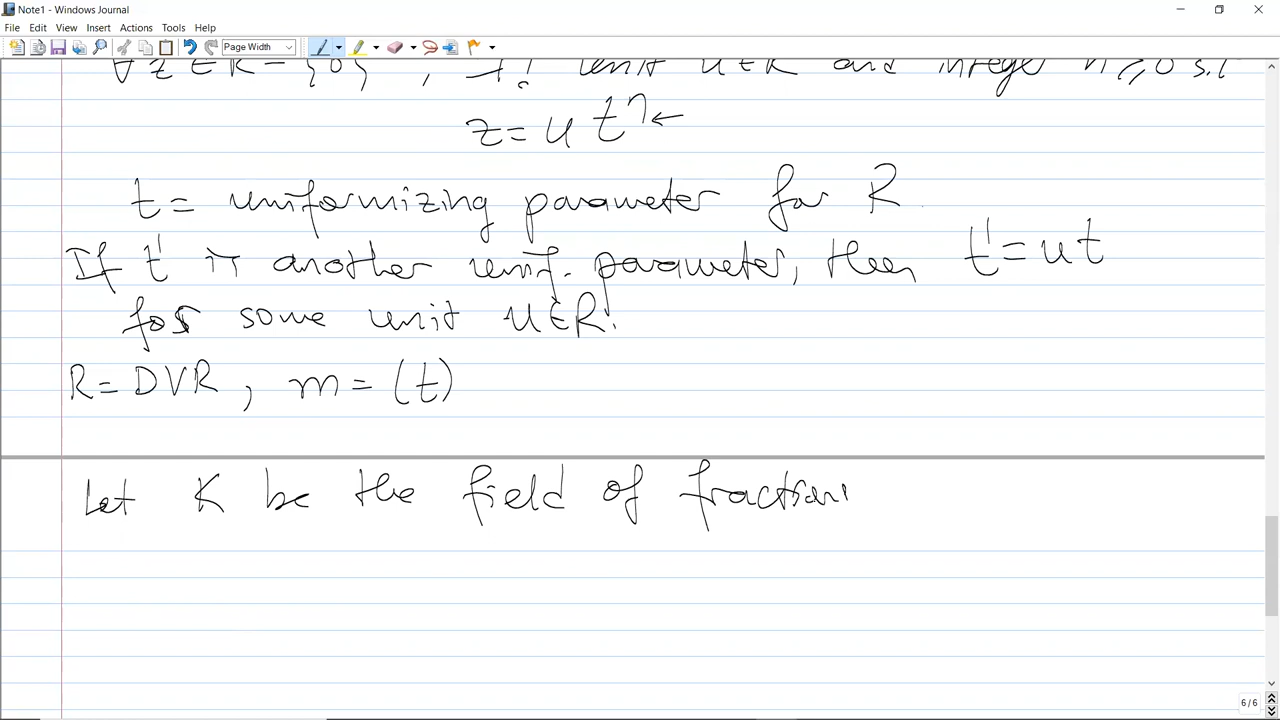 Note1 - Windows Journal
File Edit View Insert Actions Tools Help
Page Width
∀ z ∈ R - {0} , ∃! unit u ∈ R and integer n ≥ 0 s.t
z = u tⁿ ←
t = uniformizing parameter for R
If t' is another unif. parameter, then t' = ut
for some unit u ∈ R.
R = DVR , m = (t)
Let K be the field of fractions
6 / 6